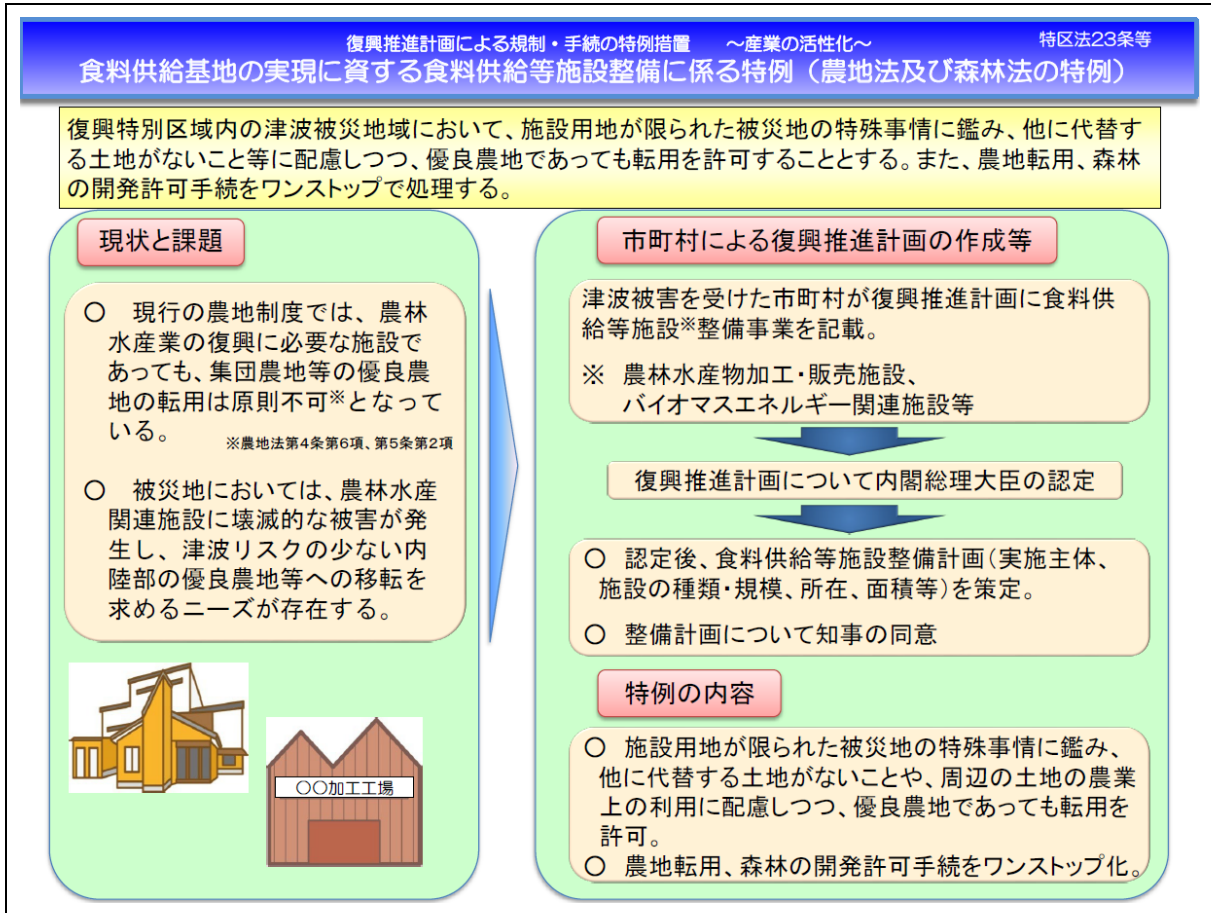 復興推進計画による規制・手続の特例措置　～産業の活性化～
特区法23条等
食料供給基地の実現に資する食料供給等施設整備に係る特例（農地法及び森林法の特例）
復興特別区域内の津波被災地域において、施設用地が限られた被災地の特殊事情に鑑み、他に代替す
る土地がないこと等に配慮しつつ、優良農地であっても転用を許可することとする。また、農地転用、森林
の開発許可手続をワンストップで処理する。
現状と課題
○　現行の農地制度では、農林
水産業の復興に必要な施設で
あっても、集団農地等の優良農
地の転用は原則不可※となって
いる。
※農地法第4条第6項、第5条第2項
○　被災地においては、農林水産
関連施設に壊滅的な被害が発
生し、津波リスクの少ない内
陸部の優良農地等への移転を
求めるニーズが存在する。
○○加工工場
市町村による復興推進計画の作成等
津波被害を受けた市町村が復興推進計画に食料供
給等施設※整備事業を記載。
※　農林水産物加工・販売施設、
バイオマスエネルギー関連施設等
復興推進計画について内閣総理大臣の認定
○　認定後、食料供給等施設整備計画（実施主体、
施設の種類・規模、所在、面積等）を策定。
○　整備計画について知事の同意
特例の内容
○　施設用地が限られた被災地の特殊事情に鑑み、
他に代替する土地がないことや、周辺の土地の農業
上の利用に配慮しつつ、優良農地であっても転用を
許可。
○　農地転用、森林の開発許可手続をワンストップ化。